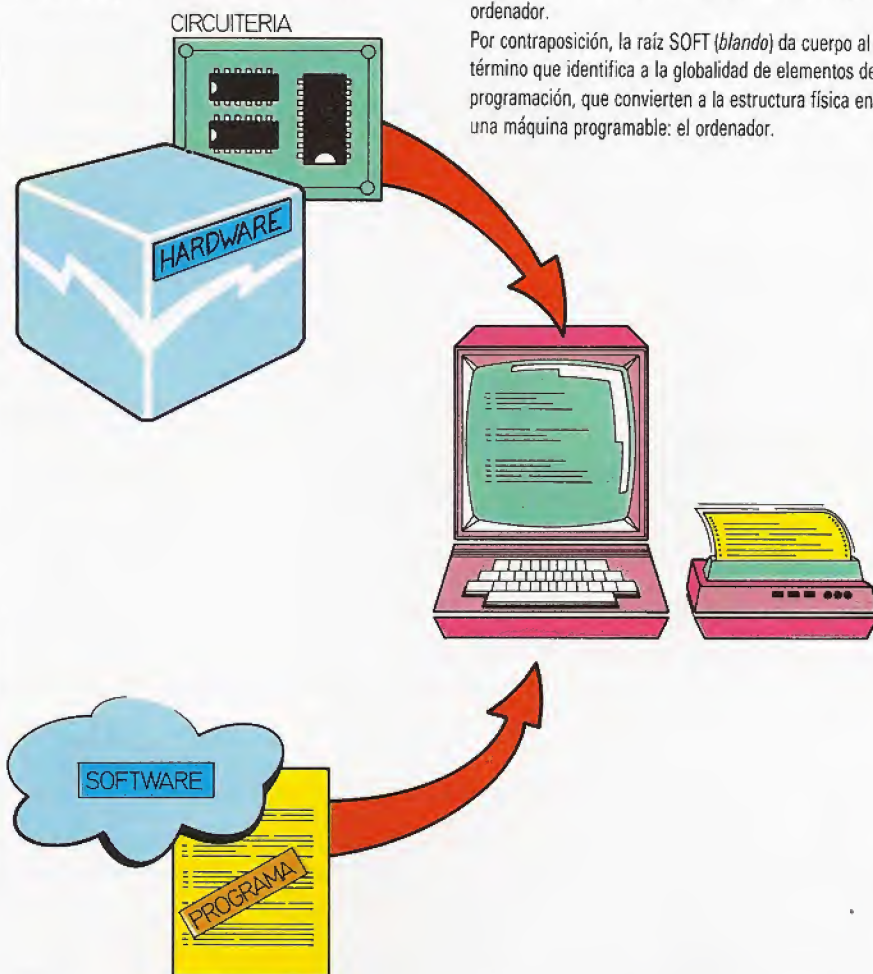 ordenador.
Por contraposición, la raíz SOFT (blando) da cuerpo al
término que identifica a la globalidad de elementos de
programación, que convierten a la estructura física en
una máquina programable: el ordenador.
CIRCUITERIA
HARDWARE
SOFTWARE
PROGRAMA